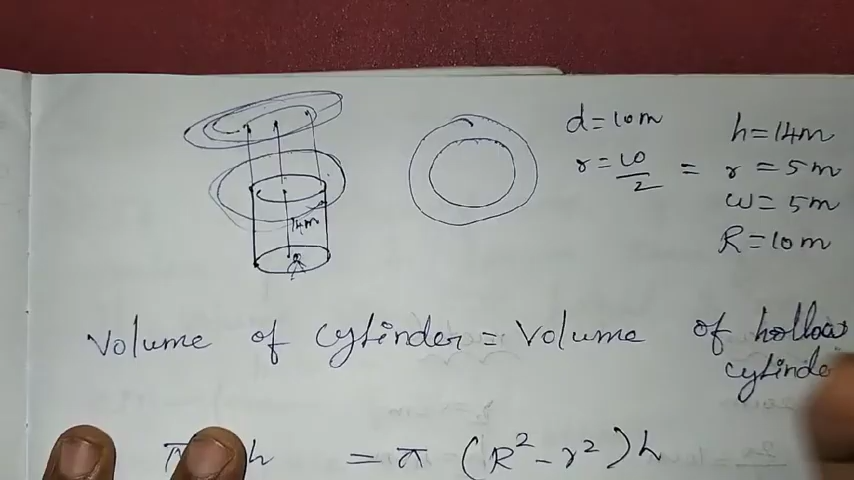 d=10m
r=10/2 =
h=14m
r=5m
w=5m
R=10m
14m
Volume of cylinder = Volume of hollow
cylinder
π h = π (R²-r²)h